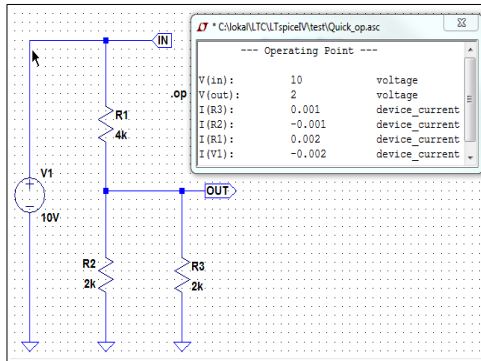 * C:\lokal\LTC\LTspiceIV\test\Quick_op.asc
--- Operating Point ---
V(in): 10 voltage
V(out): 2 voltage
I(R3): 0.001 device_current
I(R2): -0.001 device_current
I(R1): 0.002 device_current
I(V1): -0.002 device_current
IN
.op
R1
4k
V1
10V
OUT
R2
2k
R3
2k